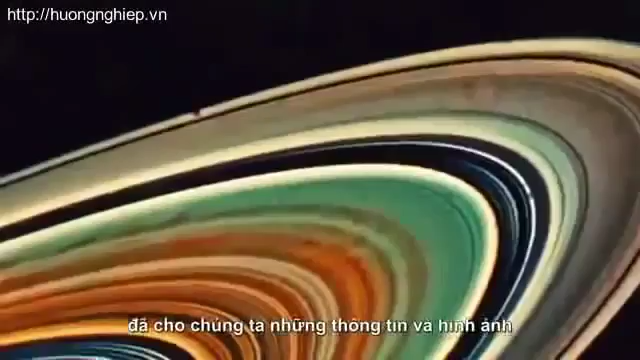 http://huongnghiep.vn
đã cho chúng ta những thông tin và hình ảnh